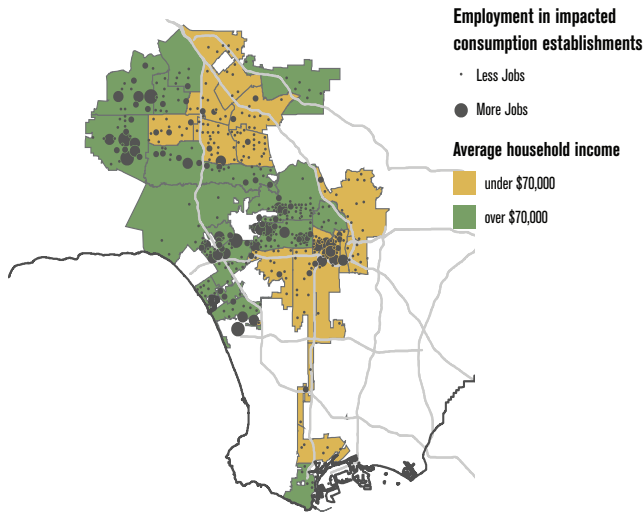 Employment in impacted
consumption establishments
Less Jobs
More Jobs
Average household income
under $70,000
over $70,000